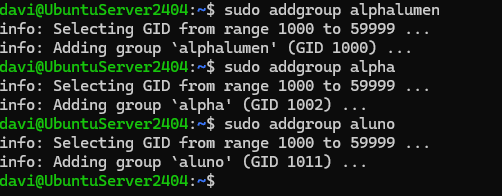 davi@UbuntuServer2404:~$ sudo addgroup alphalumen
info: Selecting GID from range 1000 to 59999 ...
info: Adding group `alphalumen' (GID 1000) ...
davi@UbuntuServer2404:~$ sudo addgroup alpha
info: Selecting GID from range 1000 to 59999 ...
info: Adding group `alpha' (GID 1002) ...
davi@UbuntuServer2404:~$ sudo addgroup aluno
info: Selecting GID from range 1000 to 59999 ...
info: Adding group `aluno' (GID 1011) ...
davi@UbuntuServer2404:~$